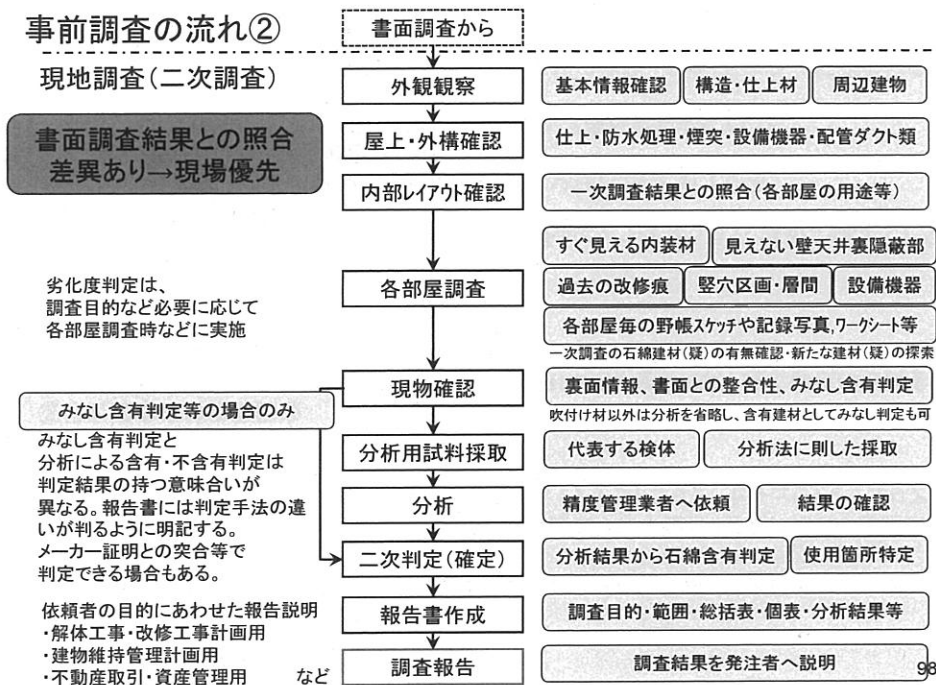 事前調査の流れ②
書面調査から
現地調査(二次調査)
外観観察
基本情報確認
構造・仕上材
周辺建物
書面調査結果との照合
差異あり→現場優先
屋上・外構確認
仕上・防水処理・煙突・設備機器・配管ダクト類
内部レイアウト確認
一次調査結果との照合(各部屋の用途等)
すぐ見える内装材
見えない壁天井裏隠蔽部
劣化度判定は、
調査目的など必要に応じて
各部屋調査時などに実施
各部屋調査
過去の改修痕
竪穴区画・層間
設備機器
各部屋毎の野帳スケッチや記録写真,ワークシート等
一次調査の石綿建材(疑)の有無確認・新たな建材(疑)の探索
現物確認
裏面情報、書面との整合性、みなし含有判定
吹付け材以外は分析を省略し、含有建材としてみなし判定も可
みなし含有判定等の場合のみ
みなし含有判定と
分析による含有・不含有判定は
判定結果の持つ意味合いが
異なる。報告書には判定手法の違
いが判るように明記する。
メーカー証明との突合等で
判定できる場合もある。
分析用試料採取
代表する検体
分析法に則した採取
分析
精度管理業者へ依頼
結果の確認
二次判定(確定)
分析結果から石綿含有判定
使用箇所特定
依頼者の目的にあわせた報告説明
・解体工事・改修工事計画用
・建物維持管理計画用
・不動産取引・資産管理用 など
報告書作成
調査目的・範囲・総括表・個表・分析結果等
調査報告
調査結果を発注者へ説明
98